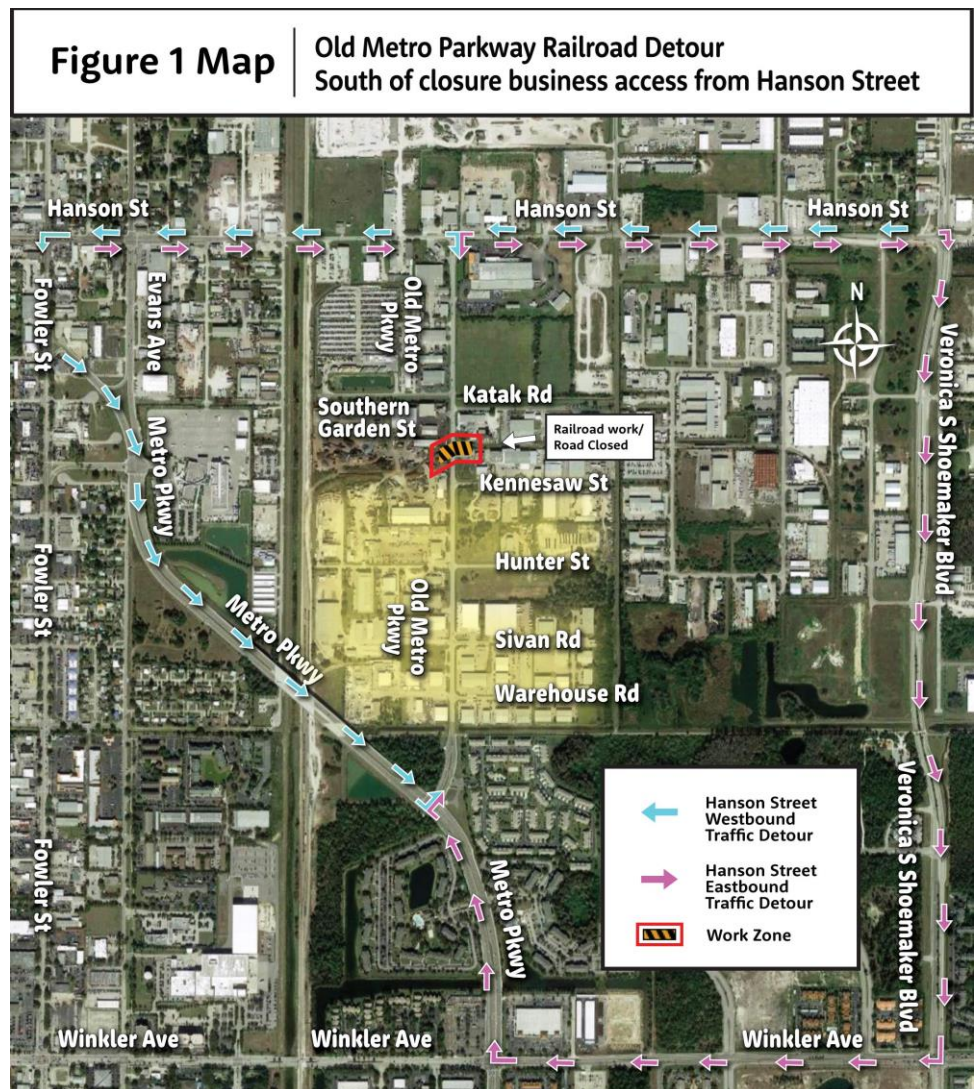 Figure 1 Map
Old Metro Parkway Railroad Detour
South of closure business access from Hanson Street
Hanson St
Hanson St
Hanson St
Fowler St
Evans Ave
Old Metro
Pkwy
N
Veronica S Shoemaker Blvd
Katak Rd
Southern
Garden St
Railroad work/
Road Closed
Metro Pkwy
Kennesaw St
Fowler St
Hunter St
Old Metro
Pkwy
Metro Pkwy
Sivan Rd
Warehouse Rd
Fowler St
Metro Pkwy
Veronica S Shoemaker Blvd
Hanson Street
Westbound
Traffic Detour
Hanson Street
Eastbound
Traffic Detour
Work Zone
Winkler Ave
Winkler Ave
Winkler Ave